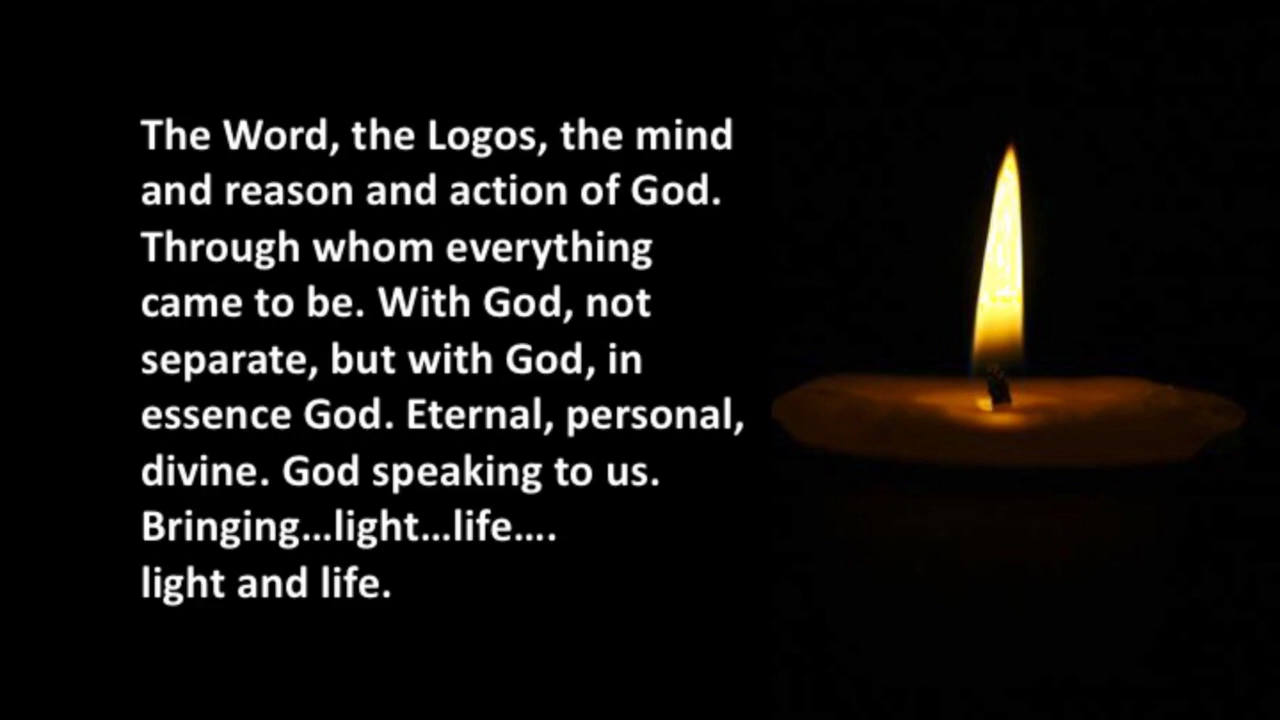 The Word, the Logos, the mind
and reason and action of God.
Through whom everything
came to be. With God, not
separate, but with God, in
essence God. Eternal, personal,
divine. God speaking to us.
Bringing...light...life....
light and life.